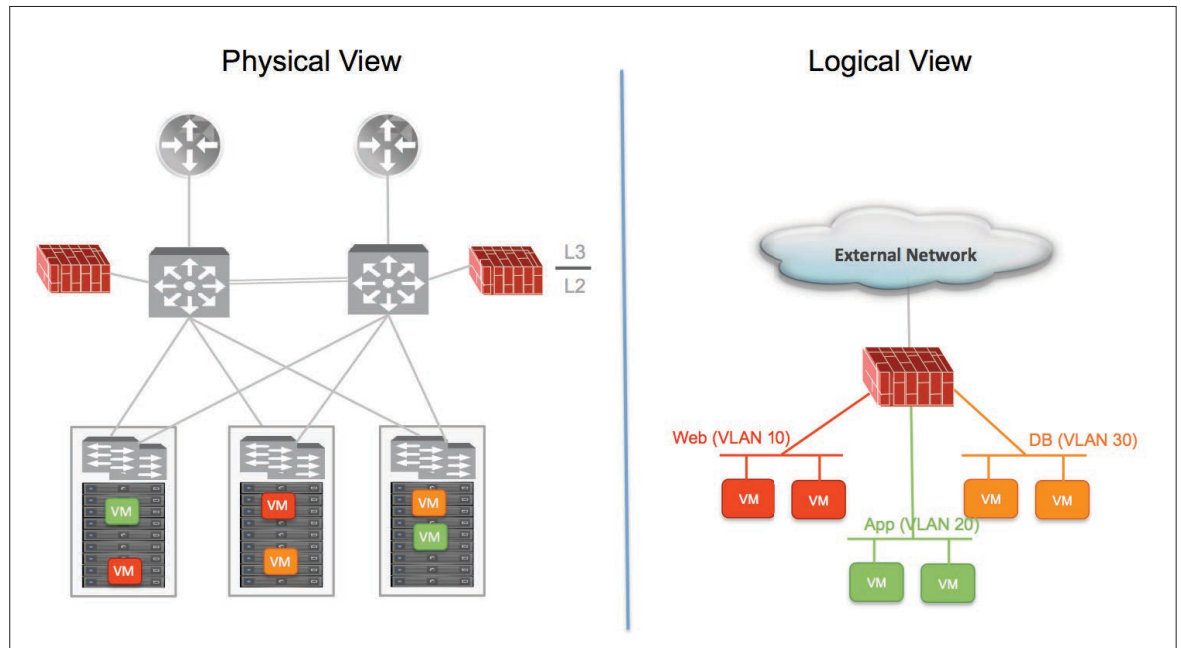 Physical View
L3
L2
VM
VM
VM
VM
VM
VM
Logical View
External Network
Web (VLAN 10)
DB (VLAN 30)
VM
VM
VM
VM
App (VLAN 20)
VM
VM